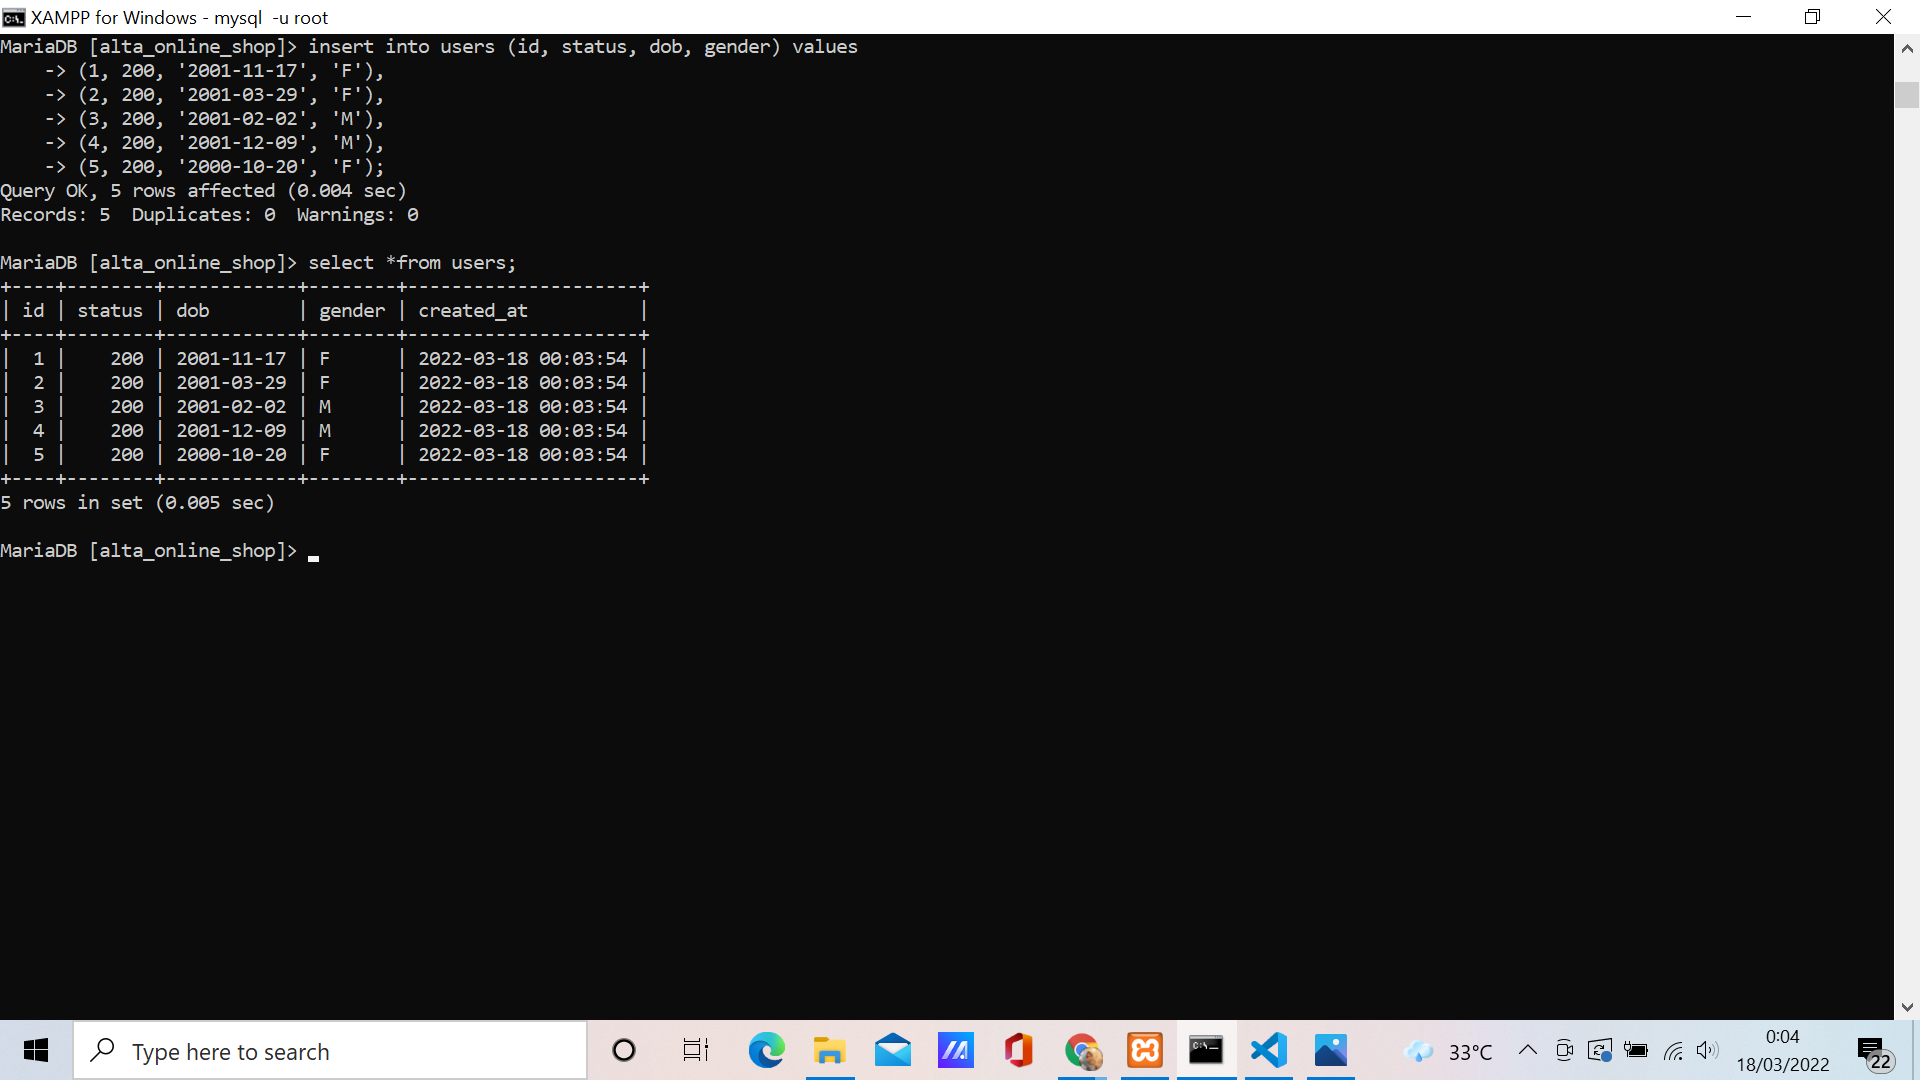 XAMPP for Windows - mysql  -u root
MariaDB [alta_online_shop]> insert into users (id, status, dob, gender) values
    -> (1, 200, '2001-11-17', 'F'),
    -> (2, 200, '2001-03-29', 'F'),
    -> (3, 200, '2001-02-02', 'M'),
    -> (4, 200, '2001-12-09', 'M'),
    -> (5, 200, '2000-10-20', 'F');
Query OK, 5 rows affected (0.004 sec)
Records: 5  Duplicates: 0  Warnings: 0

MariaDB [alta_online_shop]> select *from users;
+----+--------+------------+--------+---------------------+
| id | status | dob        | gender | created_at          |
+----+--------+------------+--------+---------------------+
|  1 |    200 | 2001-11-17 | F      | 2022-03-18 00:03:54 |
|  2 |    200 | 2001-03-29 | F      | 2022-03-18 00:03:54 |
|  3 |    200 | 2001-02-02 | M      | 2022-03-18 00:03:54 |
|  4 |    200 | 2001-12-09 | M      | 2022-03-18 00:03:54 |
|  5 |    200 | 2000-10-20 | F      | 2022-03-18 00:03:54 |
+----+--------+------------+--------+---------------------+
5 rows in set (0.005 sec)

MariaDB [alta_online_shop]> _
Type here to search
33°C
0:04
18/03/2022
22